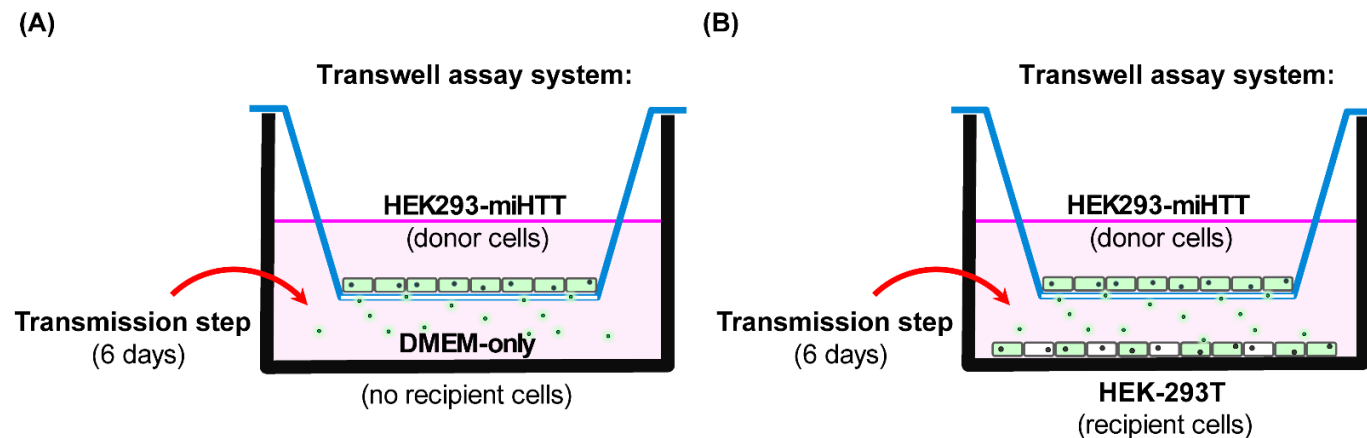 (A)
Transwell assay system:
HEK293-miHTT
(donor cells)
Transmission step
(6 days)
DMEM-only
(no recipient cells)
(B)
Transwell assay system:
HEK293-miHTT
(donor cells)
Transmission step
(6 days)
HEK-293T
(recipient cells)